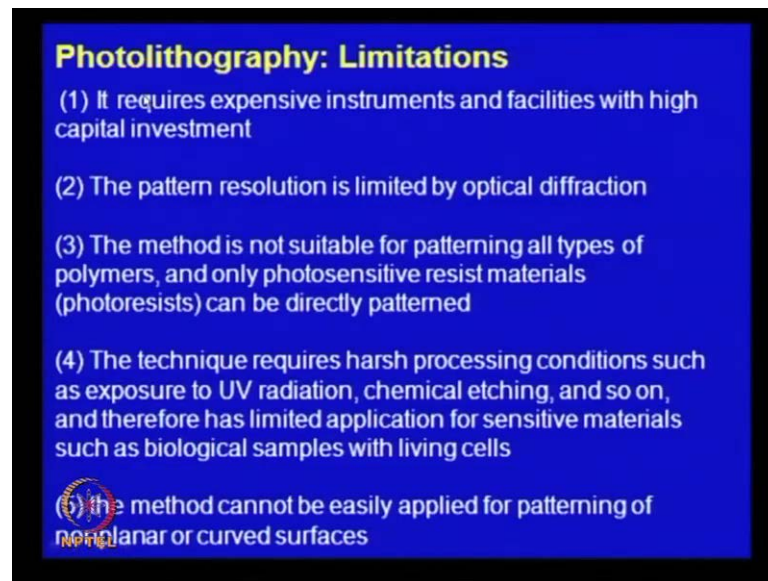 Photolithography: Limitations
(1) It requires expensive instruments and facilities with high
capital investment
(2) The pattern resolution is limited by optical diffraction
(3) The method is not suitable for patterning all types of
polymers, and only photosensitive resist materials
(photoresists) can be directly patterned
(4) The technique requires harsh processing conditions such
as exposure to UV radiation, chemical etching, and so on,
and therefore has limited application for sensitive materials
such as biological samples with living cells
(5) the method cannot be easily applied for patterning of
nonplanar or curved surfaces
NPTEL